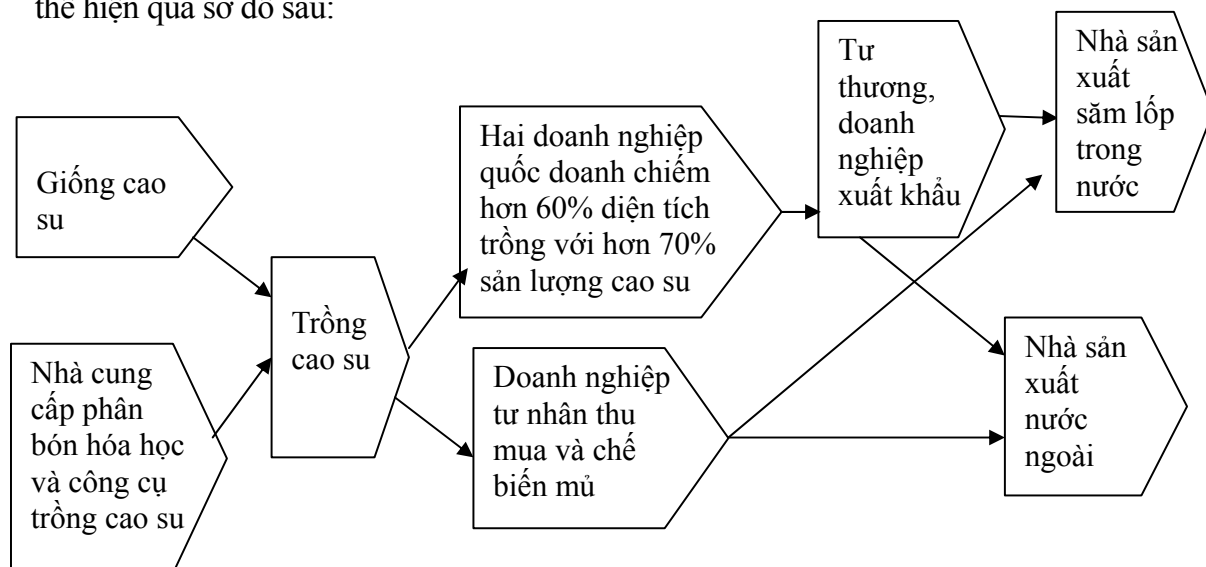 thể hiện qua sơ đồ sau:
Giống cao
su
Nhà cung
cấp phân
bón hóa học
và công cụ
trồng cao su
Trồng
cao su
Hai doanh nghiệp
quốc doanh chiếm
hơn 60% diện tích
trồng với hơn 70%
sản lượng cao su
Doanh nghiệp
tư nhân thu
mua và chế
biến mủ
Tư
thương,
doanh
nghiệp
xuất khẩu
Nhà sản
xuất
săm lốp
trong
nước
Nhà sản
xuất
nước
ngoài